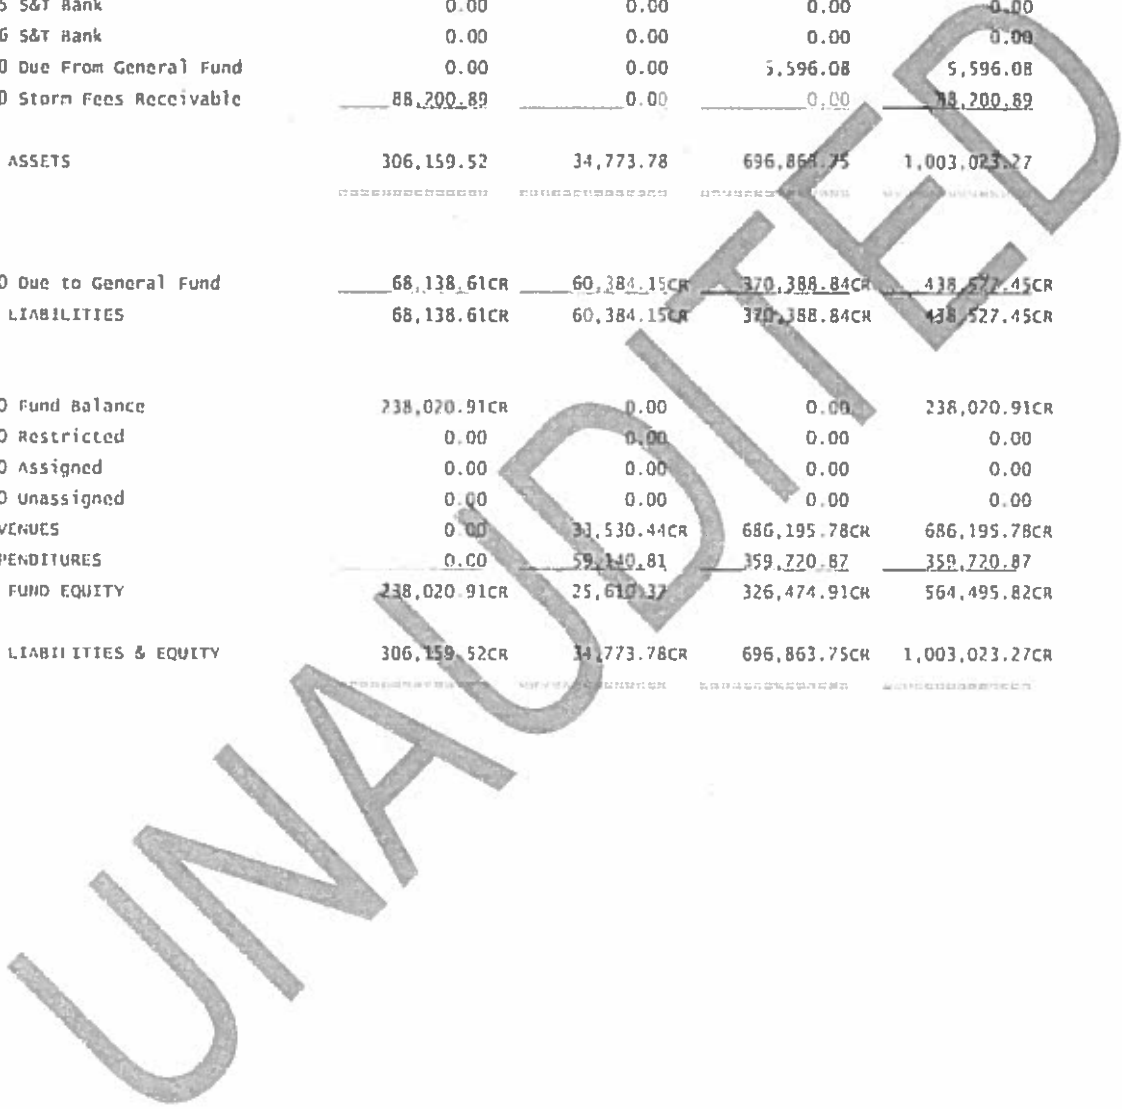 5 S&T Bank 0.00 0.00 0.00 0.00
6 S&T Bank 0.00 0.00 0.00 0.00
0 Due From General Fund 0.00 0.00 5,596.08 5,596.08
0 Storm Fees Receivable 88,200.89 0.00 0.00 88,200.89
ASSETS 306,159.52 34,773.78 696,863.75 1,003,023.27
0 Due to General Fund 68,138.61CR 60,384.15CR 370,388.84CR 438,527.45CR
LIABILITIES 68,138.61CR 60,384.15CR 370,388.84CR 438,527.45CR
0 Fund Balance 238,020.91CR 0.00 0.00 238,020.91CR
0 Restricted 0.00 0.00 0.00 0.00
0 Assigned 0.00 0.00 0.00 0.00
0 Unassigned 0.00 0.00 0.00 0.00
VENUES 0.00 33,530.44CR 686,195.78CR 686,195.78CR
PENDITURES 0.00 59,140.81 359,720.87 359,720.87
FUND EQUITY 238,020.91CR 25,610.37 326,474.91CR 564,495.82CR
LIABILITIES & EQUITY 306,159.52CR 34,773.78CR 696,863.75CR 1,003,023.27CR
UNAUDITED